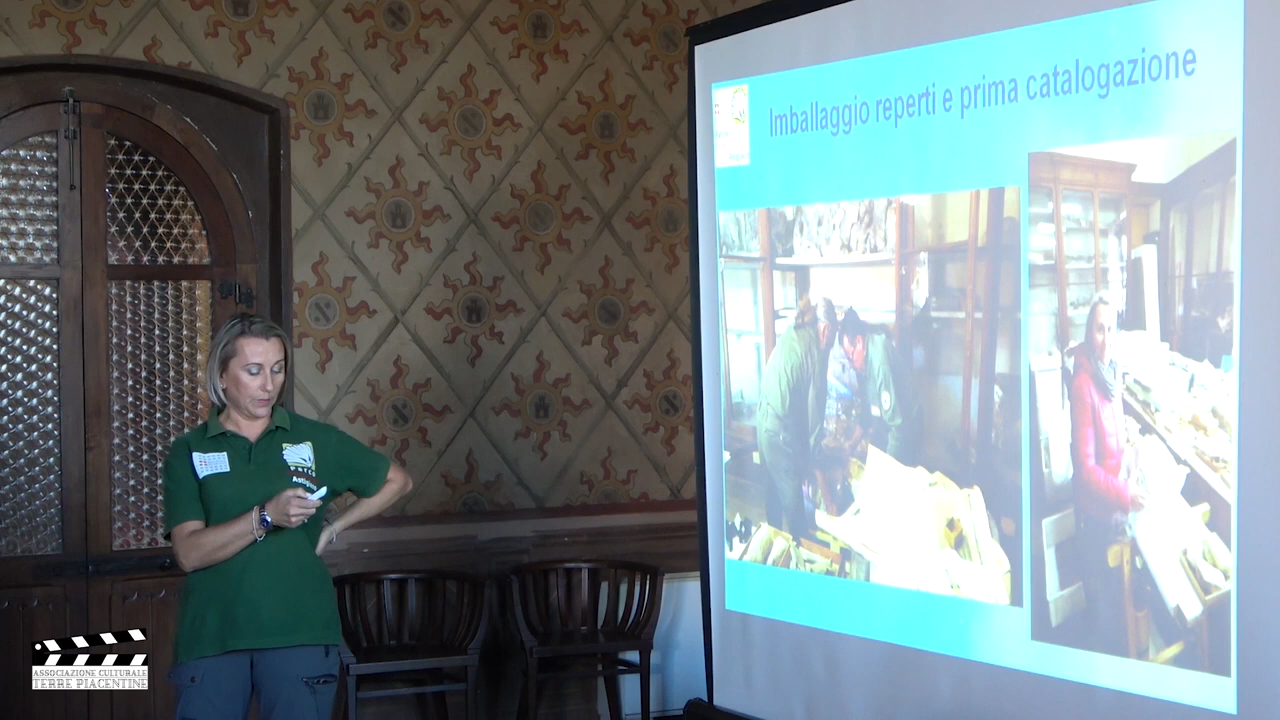 Imballaggio reperti e prima catalogazione
ASSOCIAZIONE CULTURALE
TERRE PIACENTINE